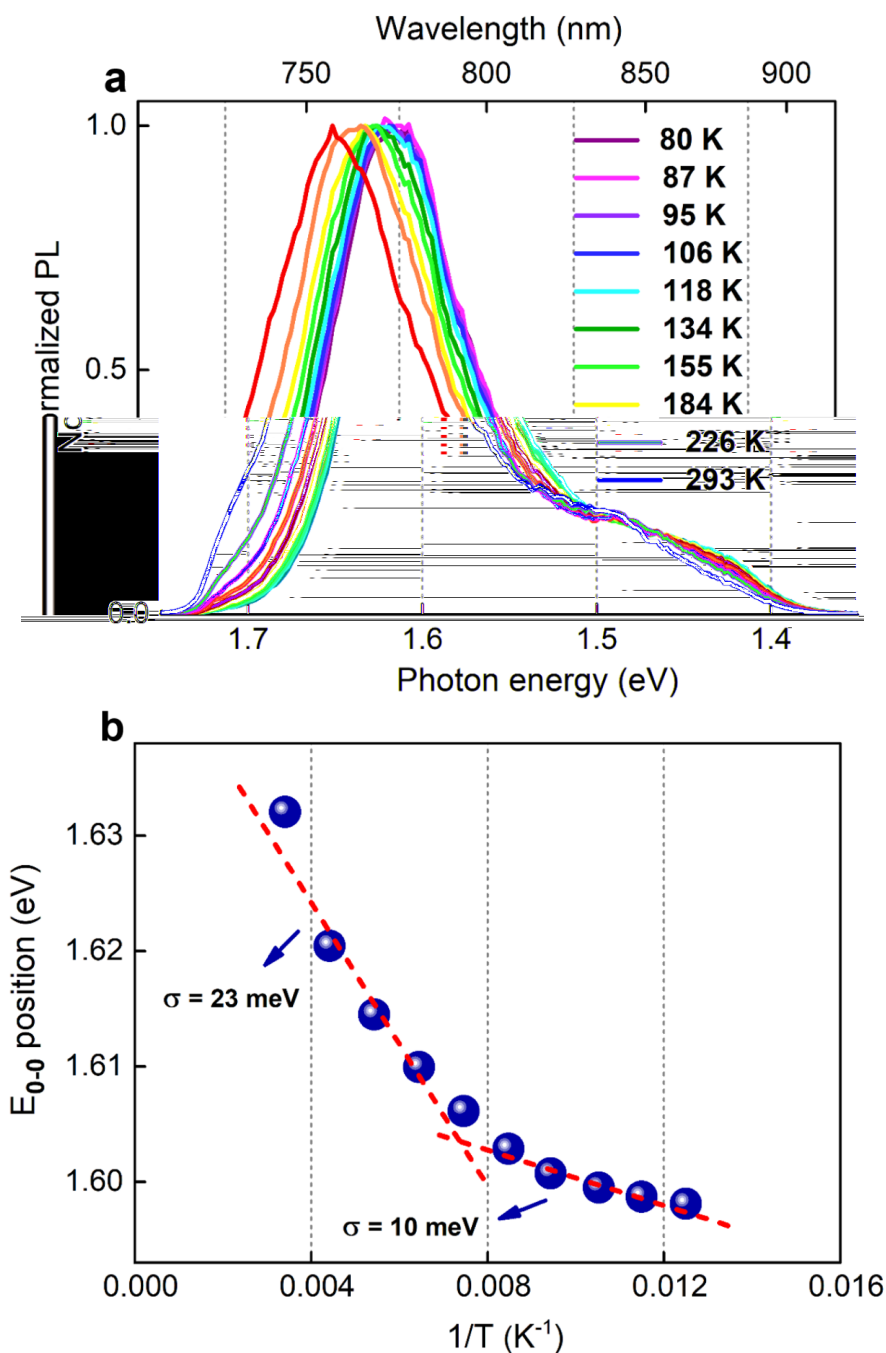 Wavelength (nm)
750 800 850 900
a
1.0
80 K
87 K
95 K
106 K
118 K
134 K
155 K
0.5
184 K
226 K
293 K
0.0
Normalized PL
1.7 1.6 1.5 1.4
Photon energy (eV)
b
1.63
1.62
σ = 23 meV
1.61
1.60
σ = 10 meV
E0-0 position (eV)
0.000 0.004 0.008 0.012 0.016
1/T (K-1)